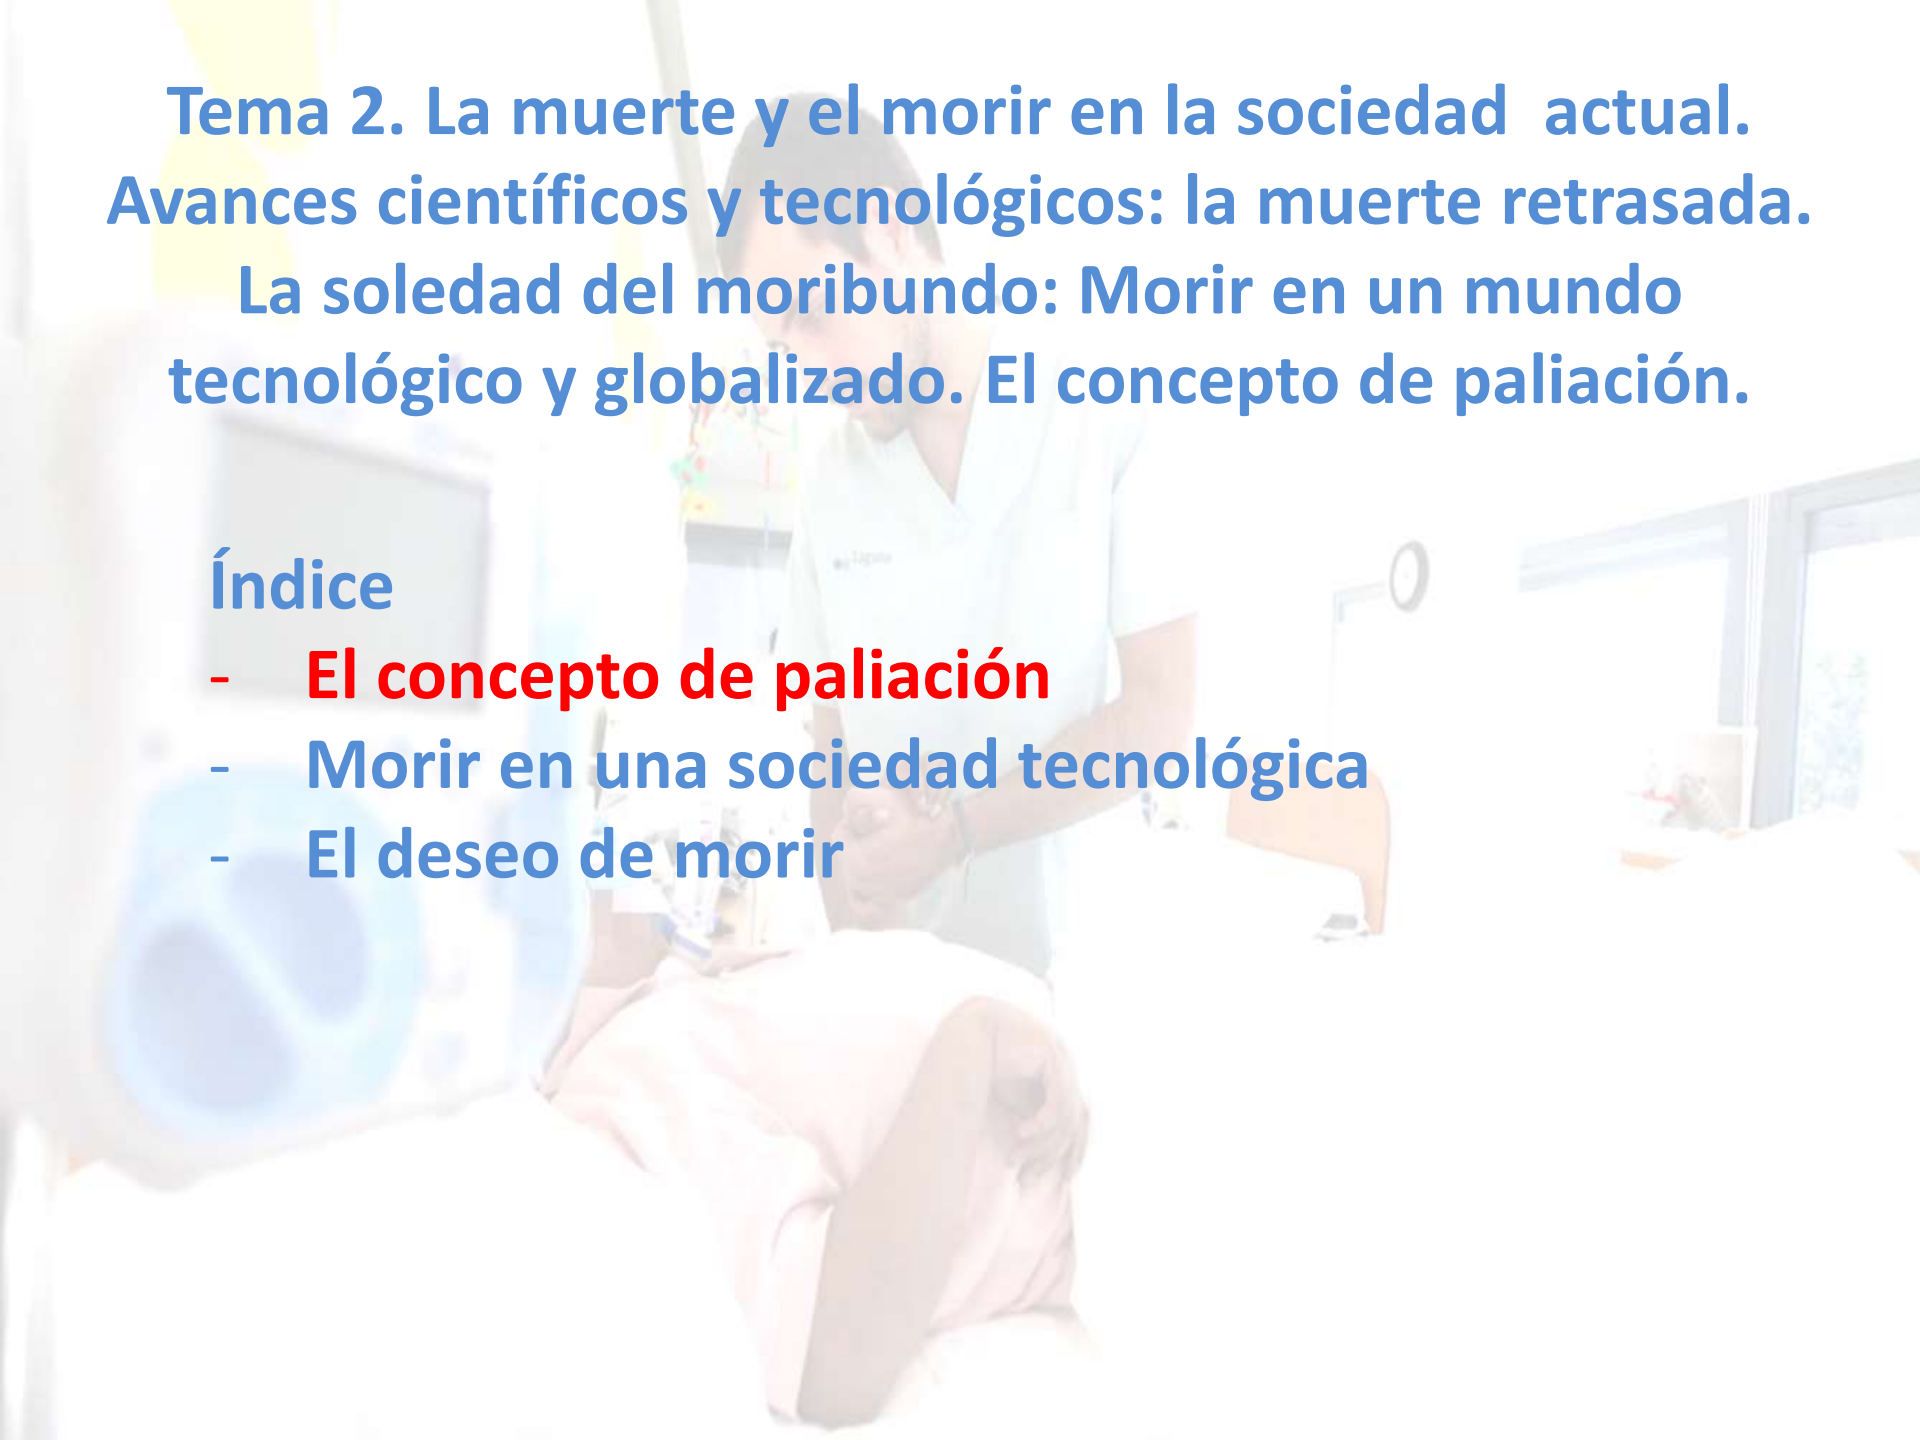 Tema 2. La muerte y el morir en la sociedad  actual.
Avances científicos y tecnológicos: la muerte retrasada.
La soledad del moribundo: Morir en un mundo
tecnológico y globalizado. El concepto de paliación.
Índice
- El concepto de paliación
- Morir en una sociedad tecnológica
- El deseo de morir
Laguna